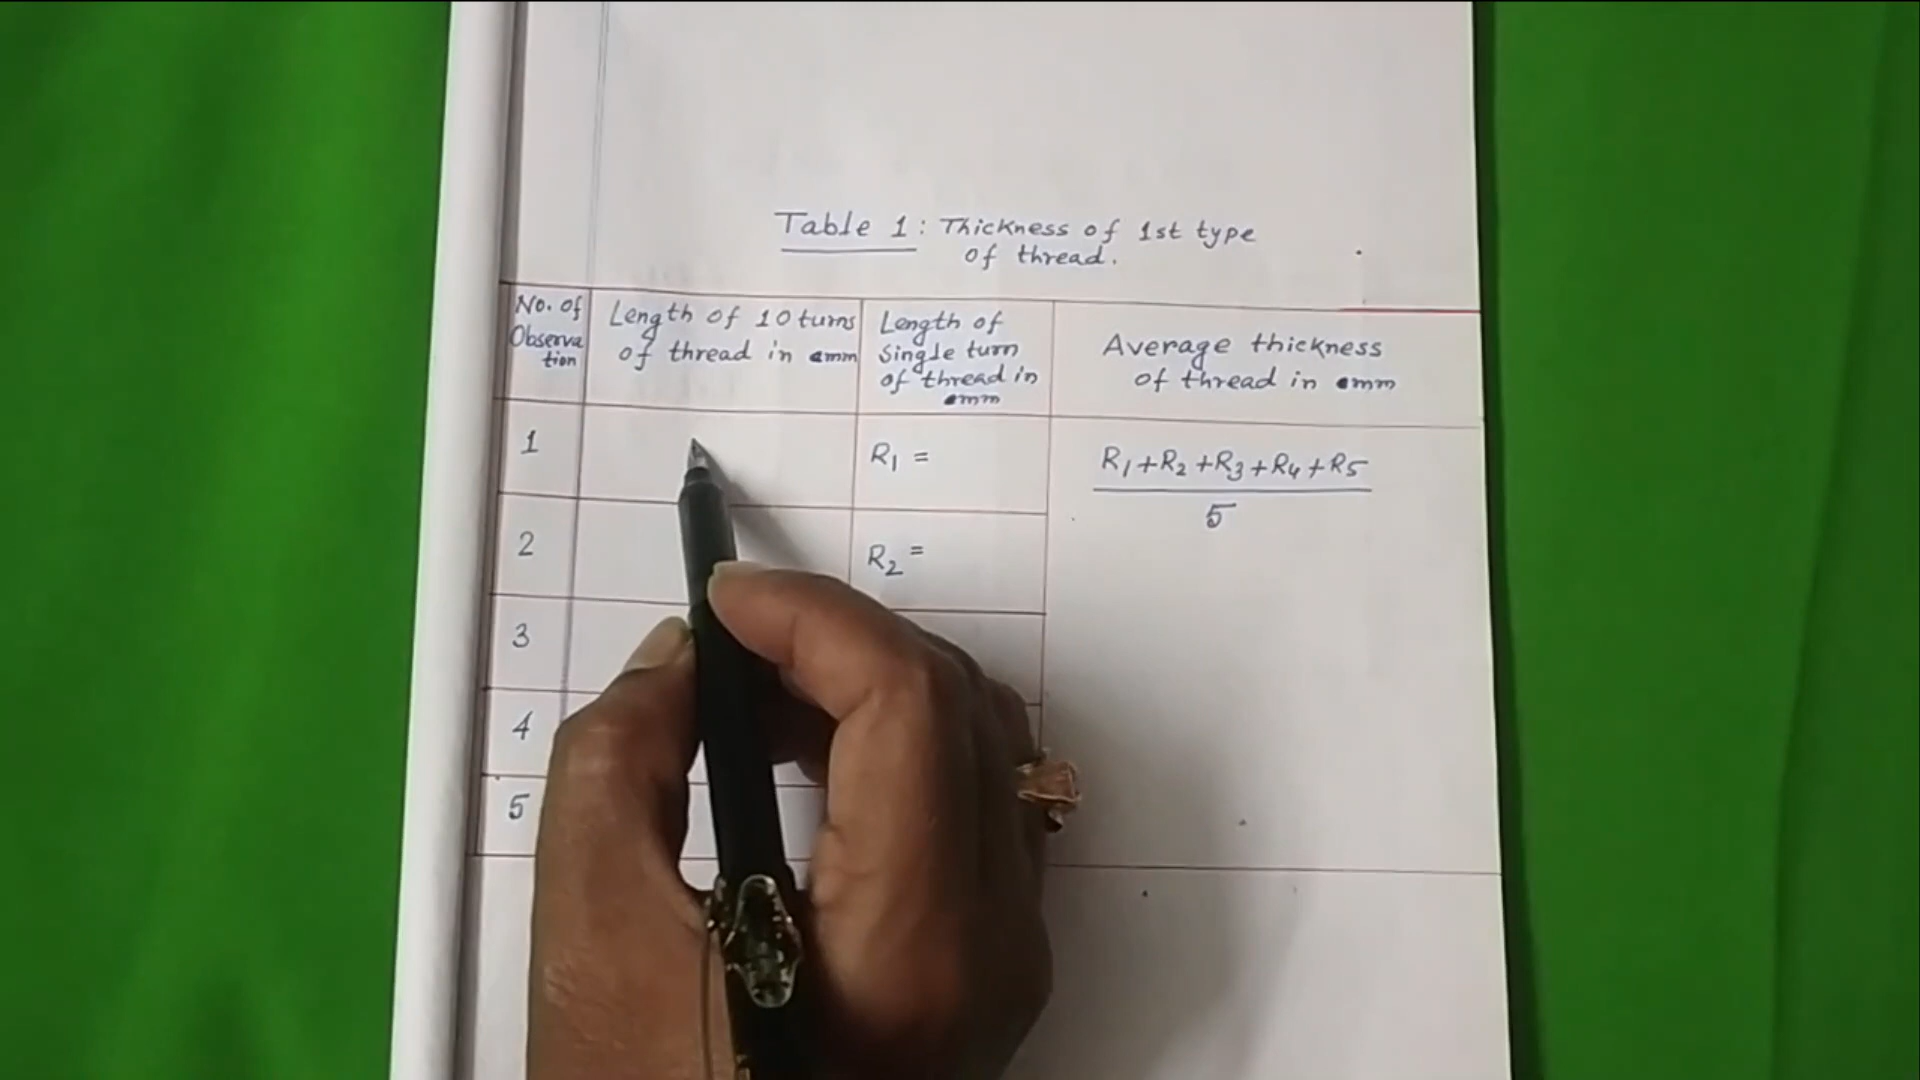 Table 1: Thickness of 1st type
of thread.
No. of
Observa
tion
Length of 10 turns
of thread in mm
Length of
Single turn
of thread in
mm
Average thickness
of thread in mm
1
R1 =
R1+R2+R3+R4+R5
5
2
R2 =
3
4
5